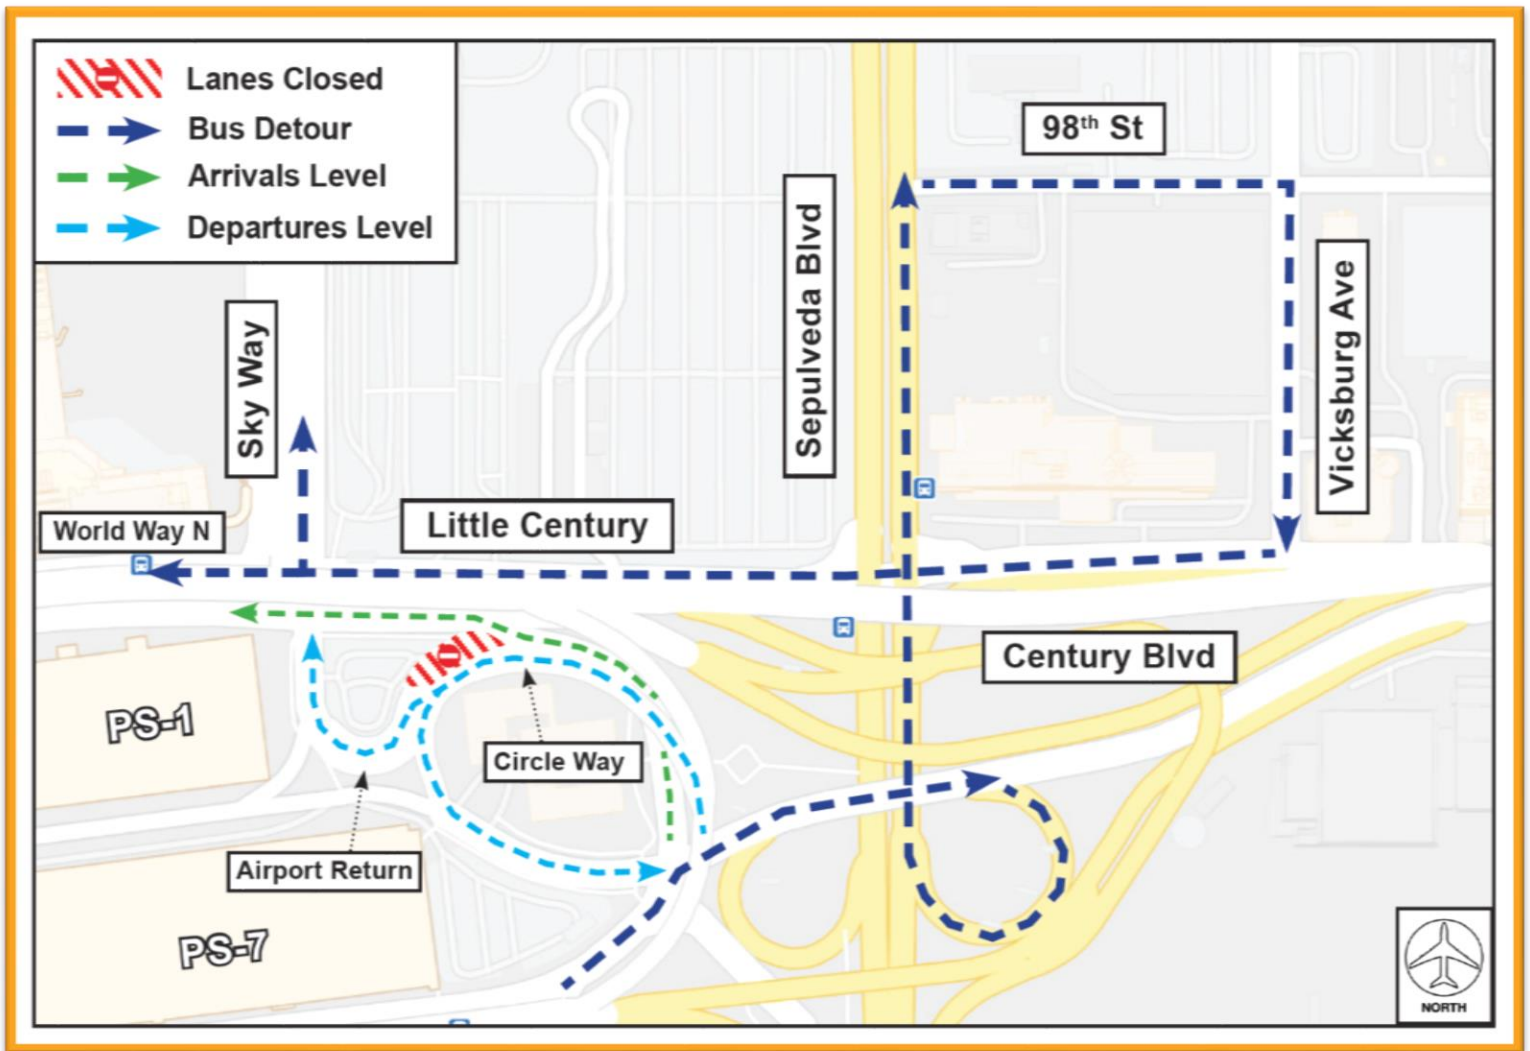 Lanes Closed
Bus Detour
Arrivals Level
Departures Level
98th St
Sepulveda Blvd
Vicksburg Ave
Sky Way
Little Century
World Way N
Century Blvd
PS-1
Circle Way
Airport Return
PS-7
NORTH